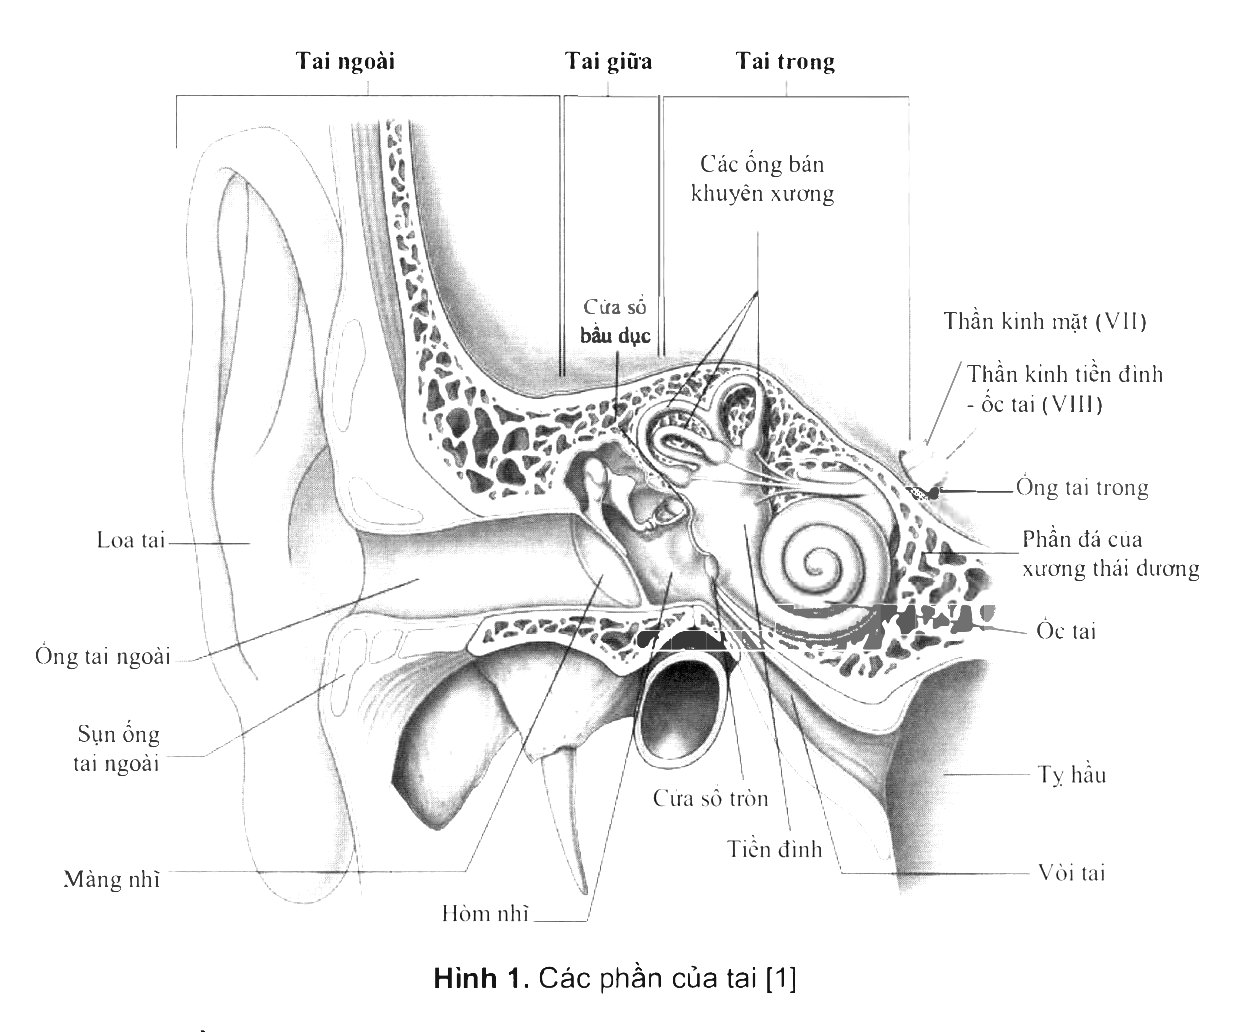 Tai ngoài
Tai giữa
Tai trong
Các ống bán
khuyên xương
Cửa sổ
bầu dục
Thần kinh mặt (VII)
Thần kinh tiền đình
- ốc tai (VIII)
Ống tai trong
Loa tai
Phần đá của
xương thái dương
Ốc tai
Ống tai ngoài
Sụn ống
tai ngoài
Tỵ hầu
Cửa sổ tròn
Tiền đình
Màng nhĩ
Vòi tai
Hòm nhĩ
Hình 1. Các phần của tai [1]